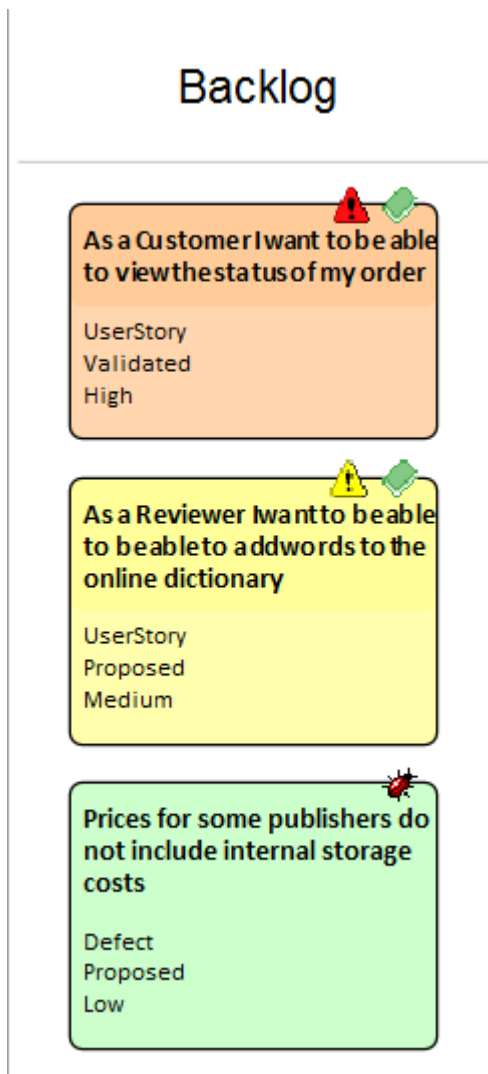 Backlog
As a Customer I want to be able
to view the status of my order
UserStory
Validated
High
As a Reviewer I want to be able
to be able to add words to the
online dictionary
UserStory
Proposed
Medium
Prices for some publishers do
not include internal storage
costs
Defect
Proposed
Low